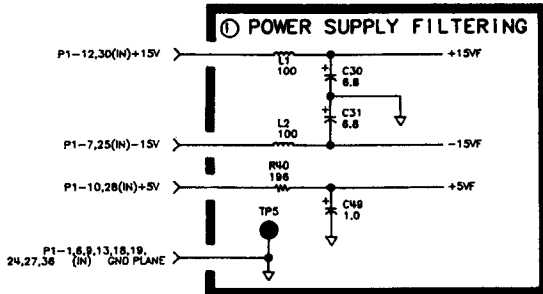 ① POWER SUPPLY FILTERING
P1-12,30(IN)+15V
L1
100
+15VF
+
C30
6.8
+
C31
6.8
P1-7,25(IN)-15V
L2
100
-15VF
P1-10,28(IN)+5V
R40
196
+5VF
+
C49
1.0
TP5
P1-1,6,9,13,18,19,
24,27,36 (IN) GND PLANE